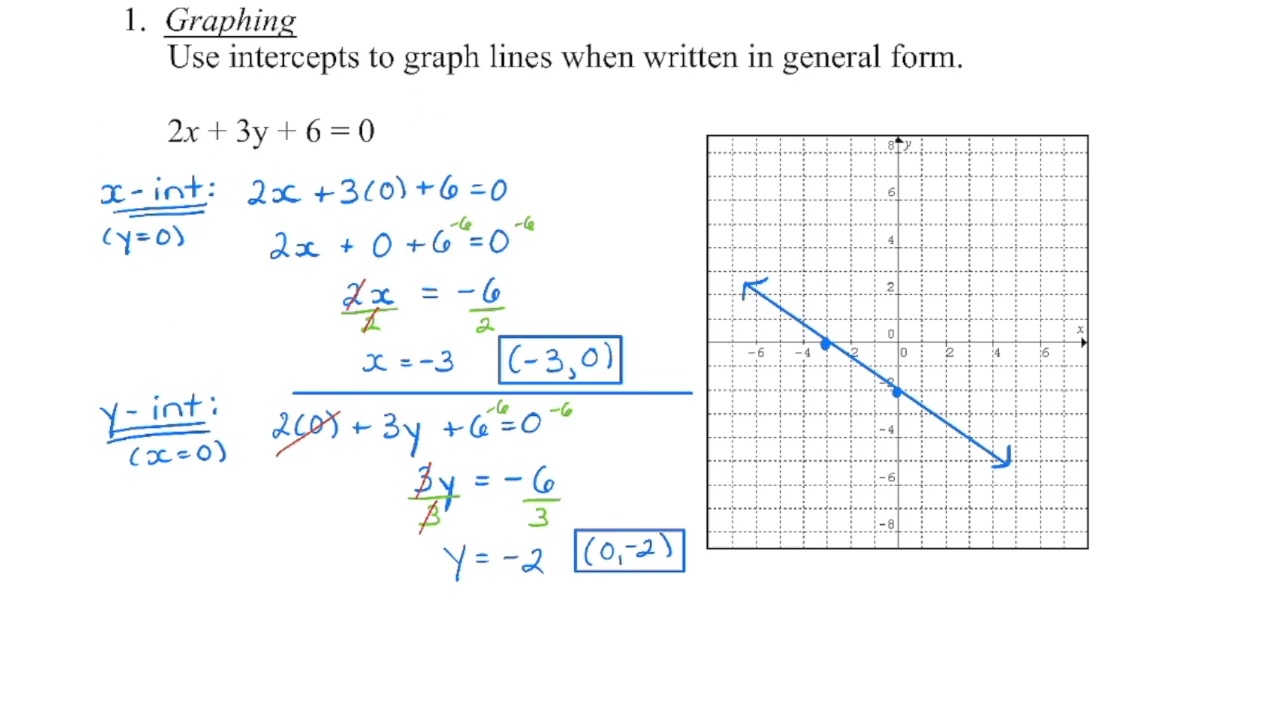 1. Graphing
Use intercepts to graph lines when written in general form.
2x + 3y + 6 = 0
x-int: 2x + 3(0) + 6 = 0
(y=0) 2x + 0 + 6 -6 = 0 -6
2x/2 = -6/2
x = -3 (-3,0)
y-int: 2(0) + 3y + 6 -6 = 0 -6
(x=0)
3y/3 = -6/3
y = -2 (0,-2)
8 y
6
4
2
0 x
-6 -4 -2 0 2 4 6
-2
-4
-6
-8